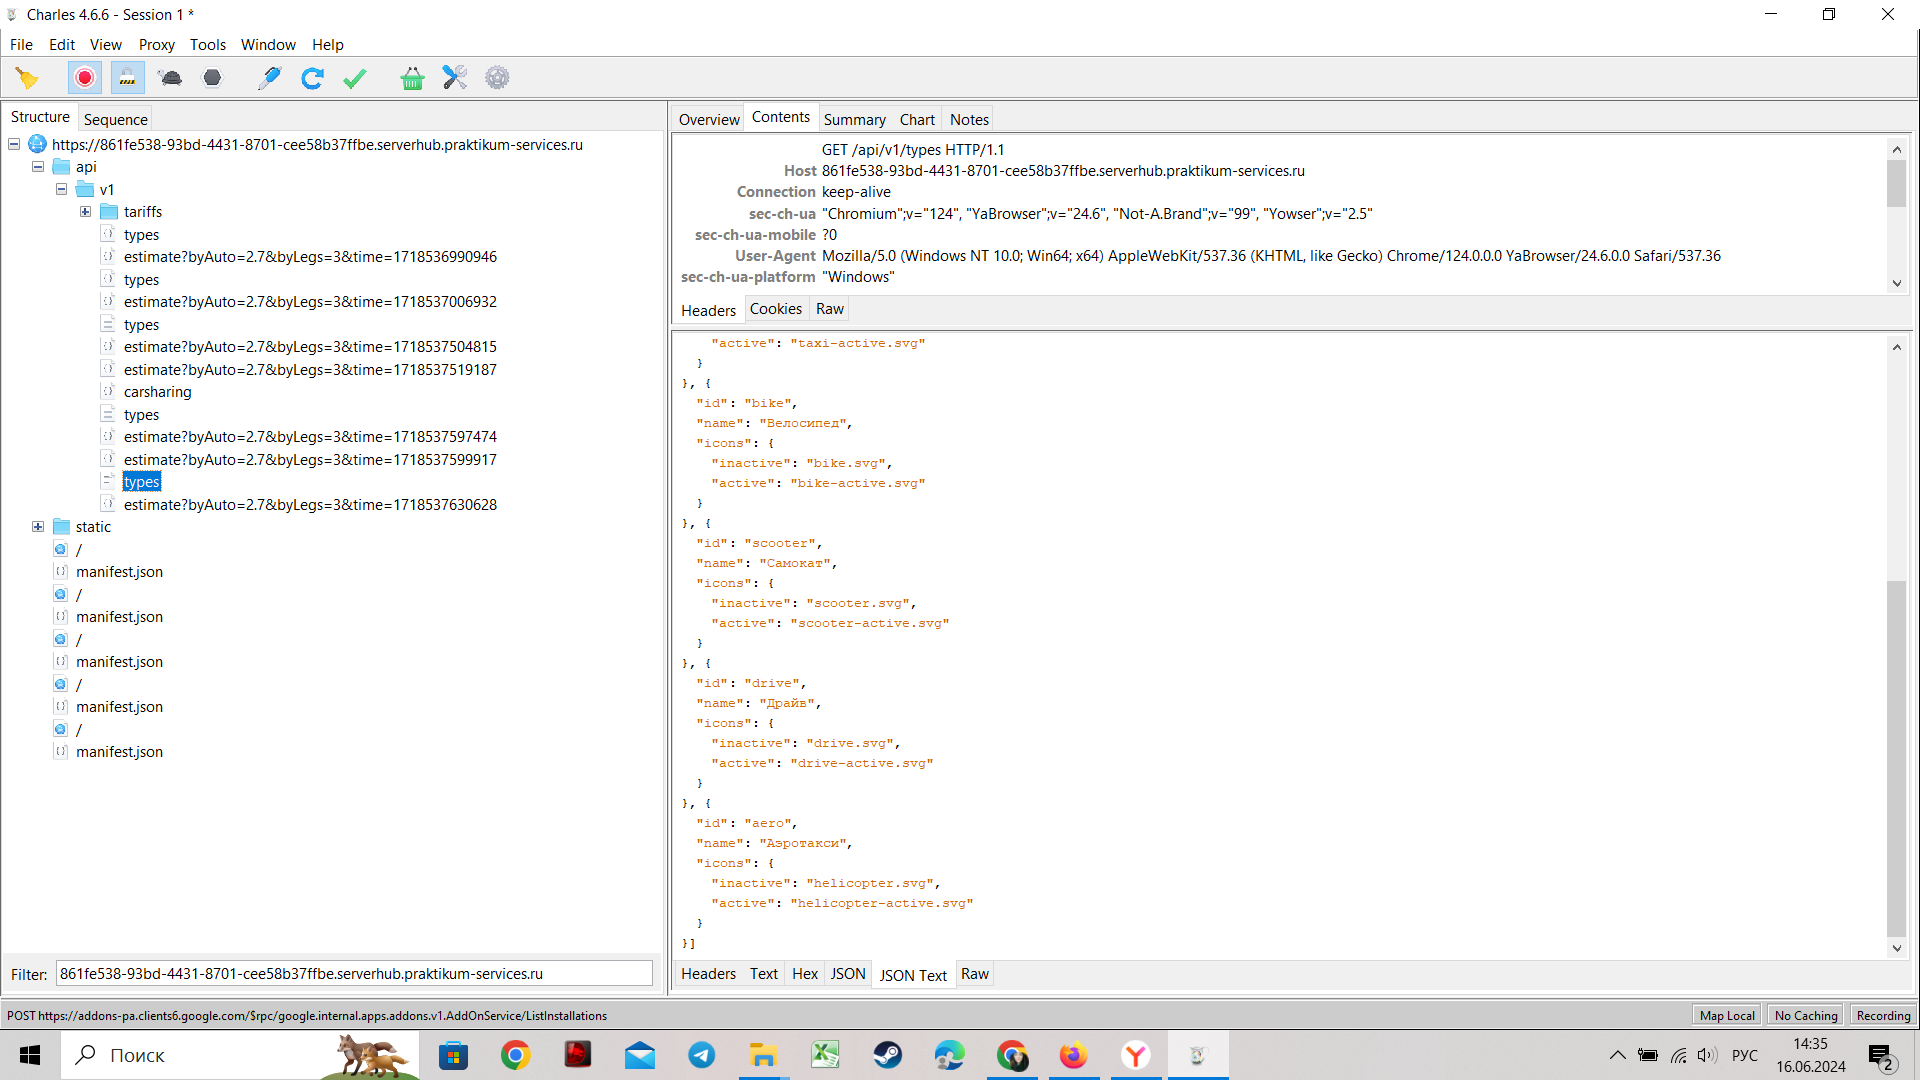 Charles 4.6.6 - Session 1 *
File Edit View Proxy Tools Window Help
Structure Sequence
https://861fe538-93bd-4431-8701-cee58b37ffbe.serverhub.praktikum-services.ru
api
v1
tariffs
types
estimate?byAuto=2.7&byLegs=3&time=1718536990946
types
estimate?byAuto=2.7&byLegs=3&time=1718537006932
types
estimate?byAuto=2.7&byLegs=3&time=1718537504815
estimate?byAuto=2.7&byLegs=3&time=1718537519187
carsharing
types
estimate?byAuto=2.7&byLegs=3&time=1718537597474
estimate?byAuto=2.7&byLegs=3&time=1718537599917
types
estimate?byAuto=2.7&byLegs=3&time=1718537630628
static
/
manifest.json
/
manifest.json
/
manifest.json
/
manifest.json
/
manifest.json
Filter: 861fe538-93bd-4431-8701-cee58b37ffbe.serverhub.praktikum-services.ru
Overview Contents Summary Chart Notes
GET /api/v1/types HTTP/1.1
Host 861fe538-93bd-4431-8701-cee58b37ffbe.serverhub.praktikum-services.ru
Connection keep-alive
sec-ch-ua "Chromium";v="124", "YaBrowser";v="24.6", "Not-A.Brand";v="99", "Yowser";v="2.5"
sec-ch-ua-mobile ?0
User-Agent Mozilla/5.0 (Windows NT 10.0; Win64; x64) AppleWebKit/537.36 (KHTML, like Gecko) Chrome/124.0.0.0 YaBrowser/24.6.0.0 Safari/537.36
sec-ch-ua-platform "Windows"
Headers Cookies Raw
"active": "taxi-active.svg"
}
}, {
"id": "bike",
"name": "Велосипед",
"icons": {
"inactive": "bike.svg",
"active": "bike-active.svg"
}
}, {
"id": "scooter",
"name": "Самокат",
"icons": {
"inactive": "scooter.svg",
"active": "scooter-active.svg"
}
}, {
"id": "drive",
"name": "Драйв",
"icons": {
"inactive": "drive.svg",
"active": "drive-active.svg"
}
}, {
"id": "aero",
"name": "Аэротакси",
"icons": {
"inactive": "helicopter.svg",
"active": "helicopter-active.svg"
}
}]
Headers Text Hex JSON JSON Text Raw
POST https://addons-pa.clients6.google.com/$rpc/google.internal.apps.addons.v1.AddOnService/ListInstallations
Map Local No Caching Recording
Поиск
РУС
14:35
16.06.2024
2